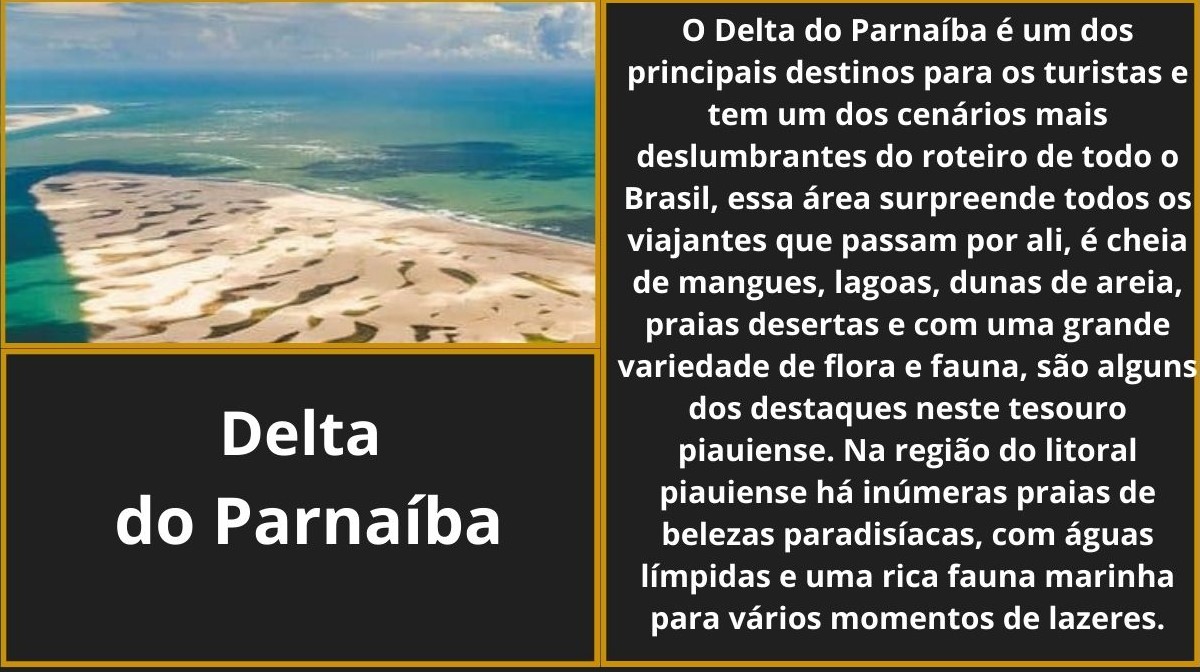 Delta
do Parnaíba
O Delta do Parnaíba é um dos
principais destinos para os turistas e
tem um dos cenários mais
deslumbrantes do roteiro de todo o
Brasil, essa área surpreende todos os
viajantes que passam por ali, é cheia
de mangues, lagoas, dunas de areia,
praias desertas e com uma grande
variedade de flora e fauna, são alguns
dos destaques neste tesouro
piauiense. Na região do litoral
piauiense há inúmeras praias de
belezas paradisíacas, com águas
límpidas e uma rica fauna marinha
para vários momentos de lazeres.